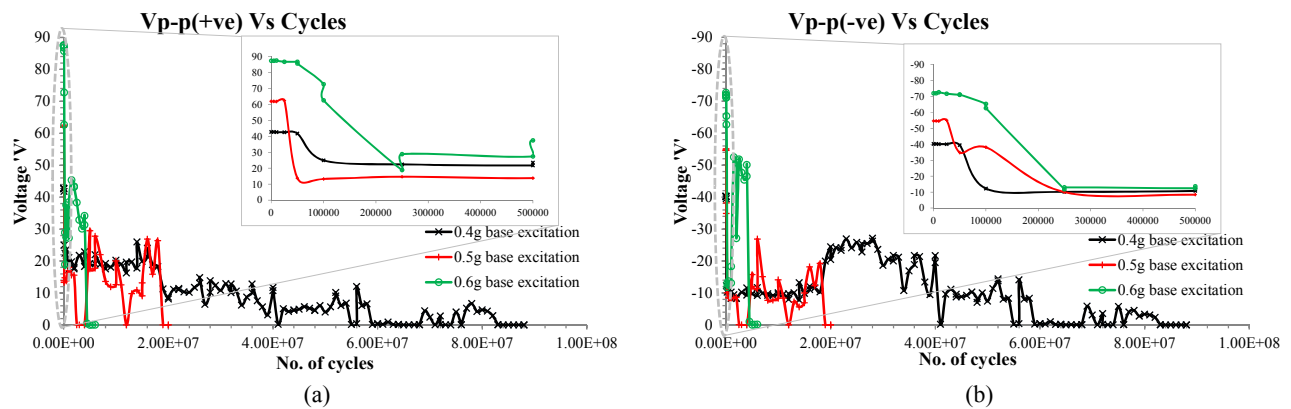 Vp-p(+ve) Vs Cycles
Voltage 'V'
90
80
70
60
50
40
30
20
10
0
90
80
70
60
50
40
30
20
10
0
0 100000 200000 300000 400000 500000
0.4g base excitation
0.5g base excitation
0.6g base excitation
0.00E+00 2.00E+07 4.00E+07 6.00E+07 8.00E+07 1.00E+08
No. of cycles
(a)
Vp-p(-ve) Vs Cycles
Voltage 'V'
-90
-80
-70
-60
-50
-40
-30
-20
-10
0
-90
-80
-70
-60
-50
-40
-30
-20
-10
0
0 100000 200000 300000 400000 500000
0.4g base excitation
0.5g base excitation
0.6g base excitation
0.00E+00 2.00E+07 4.00E+07 6.00E+07 8.00E+07 1.00E+08
No. of cycles
(b)